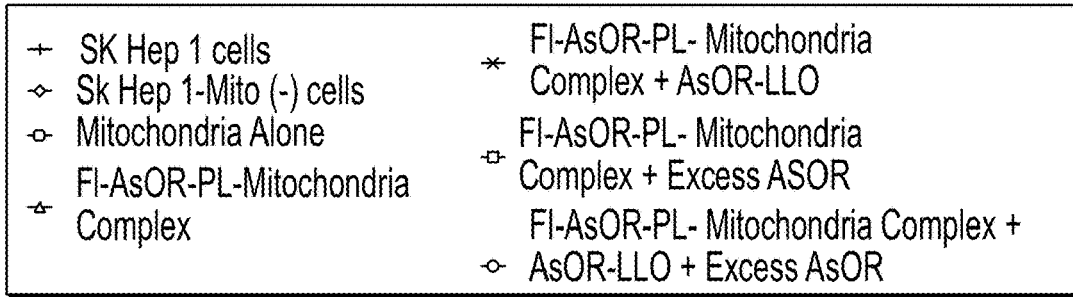 SK Hep 1 cells
Sk Hep 1-Mito (-) cells
Mitochondria Alone
Fl-AsOR-PL-Mitochondria
Complex
Fl-AsOR-PL- Mitochondria
Complex + AsOR-LLO
Fl-AsOR-PL- Mitochondria
Complex + Excess ASOR
Fl-AsOR-PL- Mitochondria Complex +
AsOR-LLO + Excess AsOR